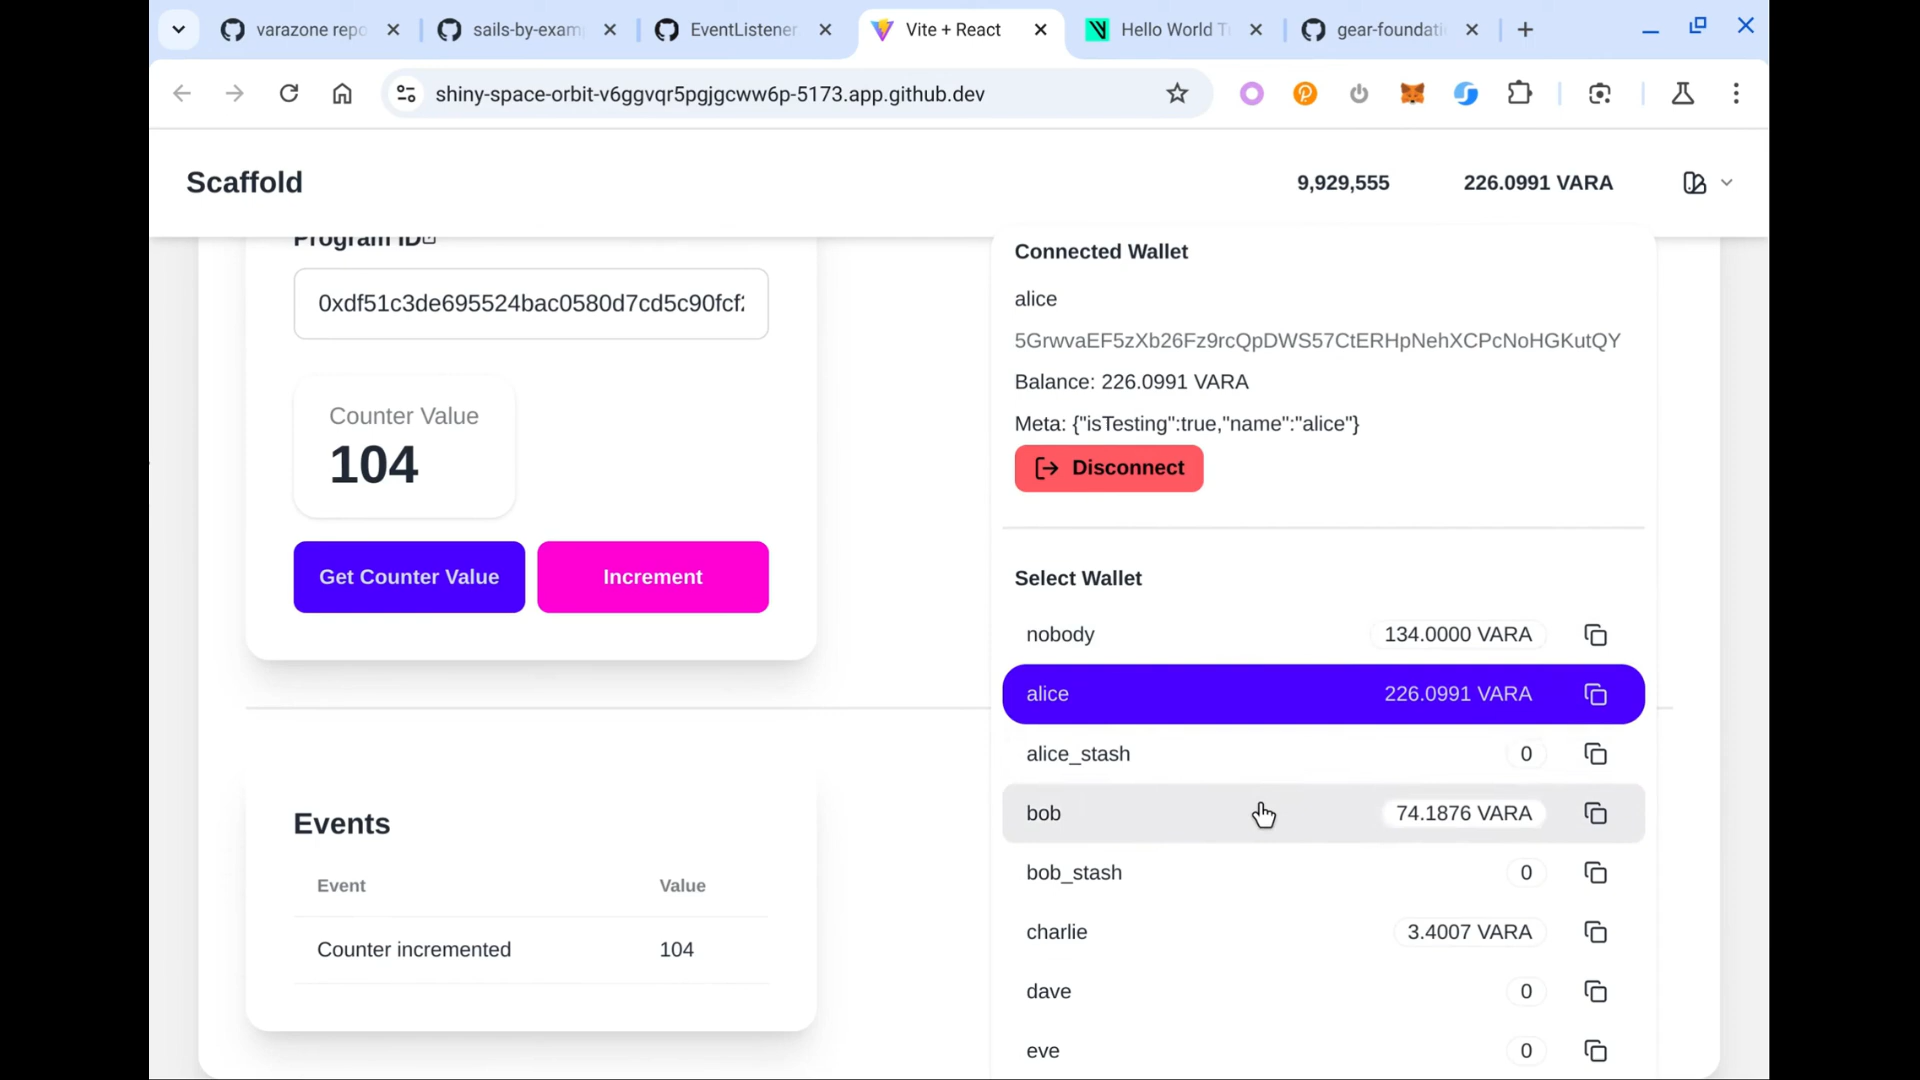 varazone repo
sails-by-exam
EventListener
Vite + React
Hello World T
gear-foundati
shiny-space-orbit-v6ggvqr5pgjgcww6p-5173.app.github.dev
Scaffold
9,929,555
226.0991 VARA
Program ID
0xdf51c3de695524bac0580d7cd5c90fcf
Counter Value
104
Get Counter Value
Increment
Events
Event Value
Counter incremented 104
Connected Wallet
alice
5GrwvaEF5zXb26Fz9rcQpDWS57CtERHpNehXCPcNoHGKutQY
Balance: 226.0991 VARA
Meta: {"isTesting":true,"name":"alice"}
Disconnect
Select Wallet
nobody 134.0000 VARA
alice 226.0991 VARA
alice_stash 0
bob 74.1876 VARA
bob_stash 0
charlie 3.4007 VARA
dave 0
eve 0